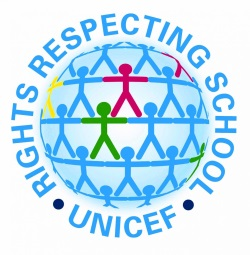 RIGHTS RESPECTING SCHOOL
• UNICEF •